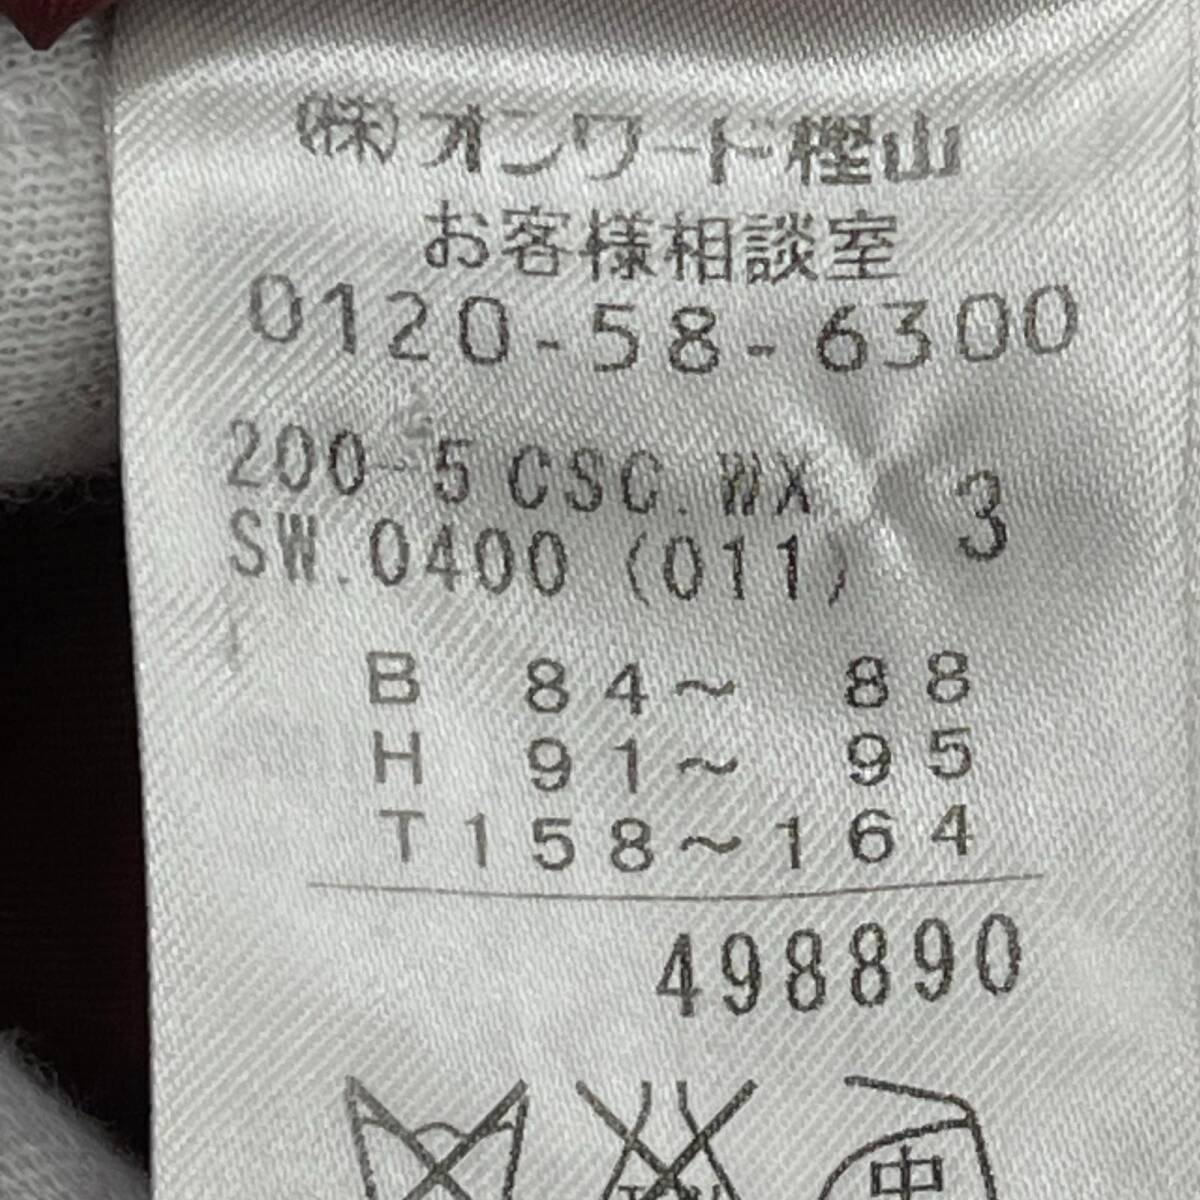 (株)オンワード樫山
お客様相談室
0120-58-6300
200-5 CSC.WX
SW.0400 (011) 3
B 84~ 88
H 91~ 95
T158~164
498890
中